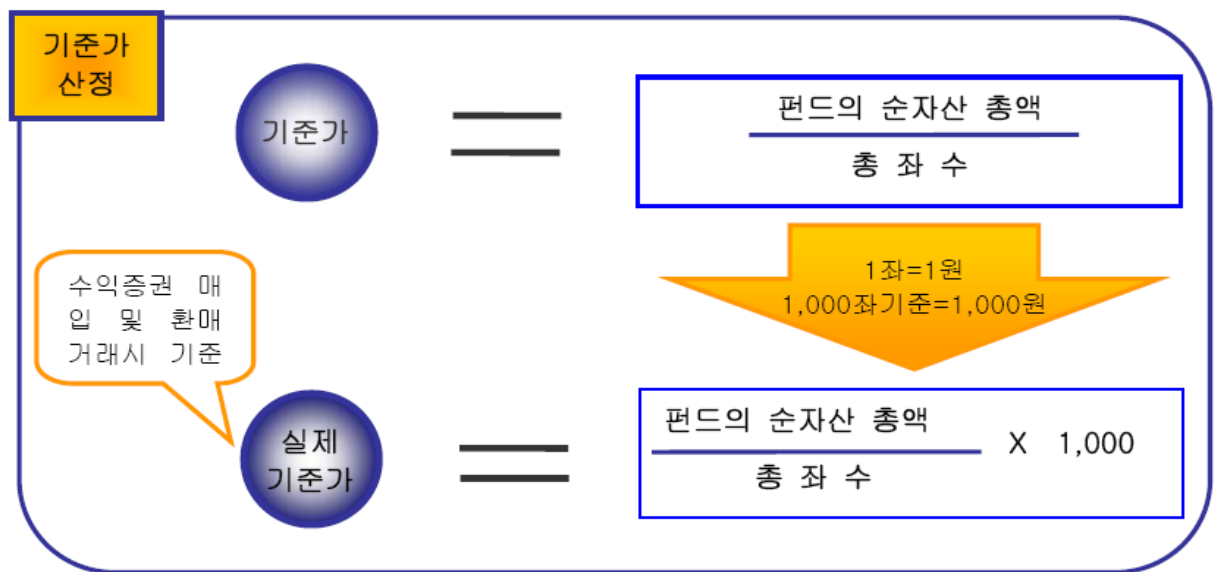 기준가
산정
기준가
펀드의 순자산 총액
총 좌 수
1좌=1원
1,000좌기준=1,000원
수익증권 매
입 및 환매
거래시 기준
실제
기준가
펀드의 순자산 총액
총 좌 수
X 1,000